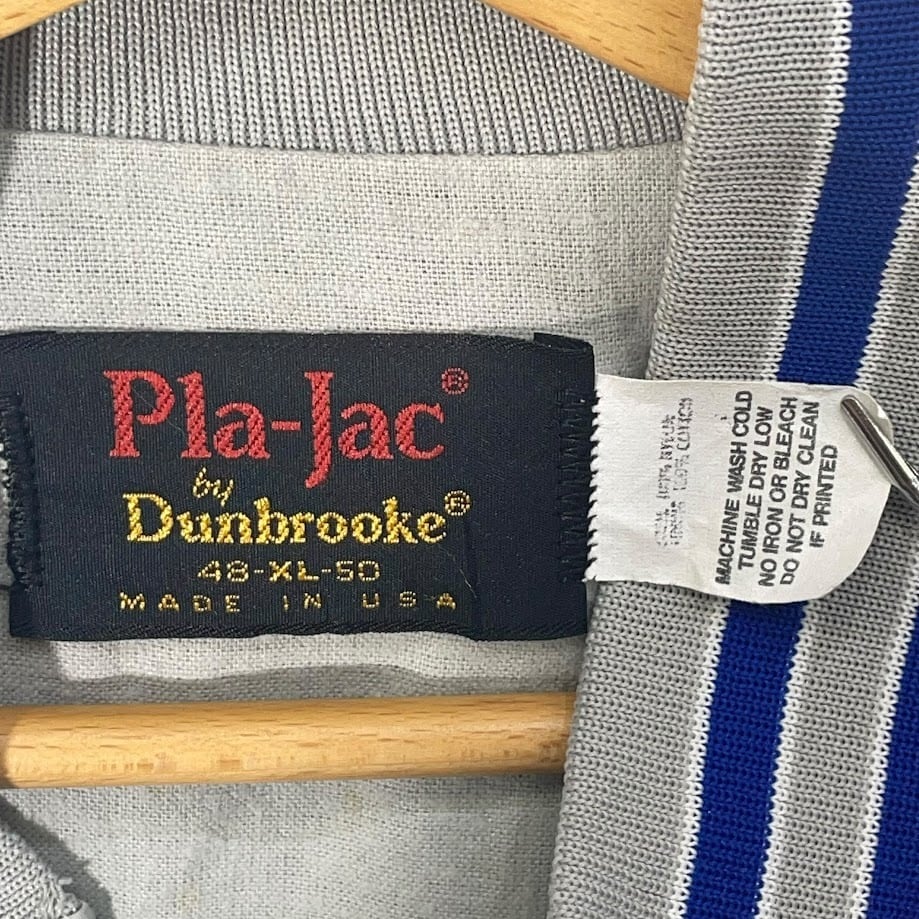 Pla-Jac®
by
Dunbrooke®
48-XL-50
MADE IN USA
MACHINE WASH COLD
TUMBLE DRY LOW
NO IRON OR BLEACH
DO NOT DRY CLEAN
IF PRINTED